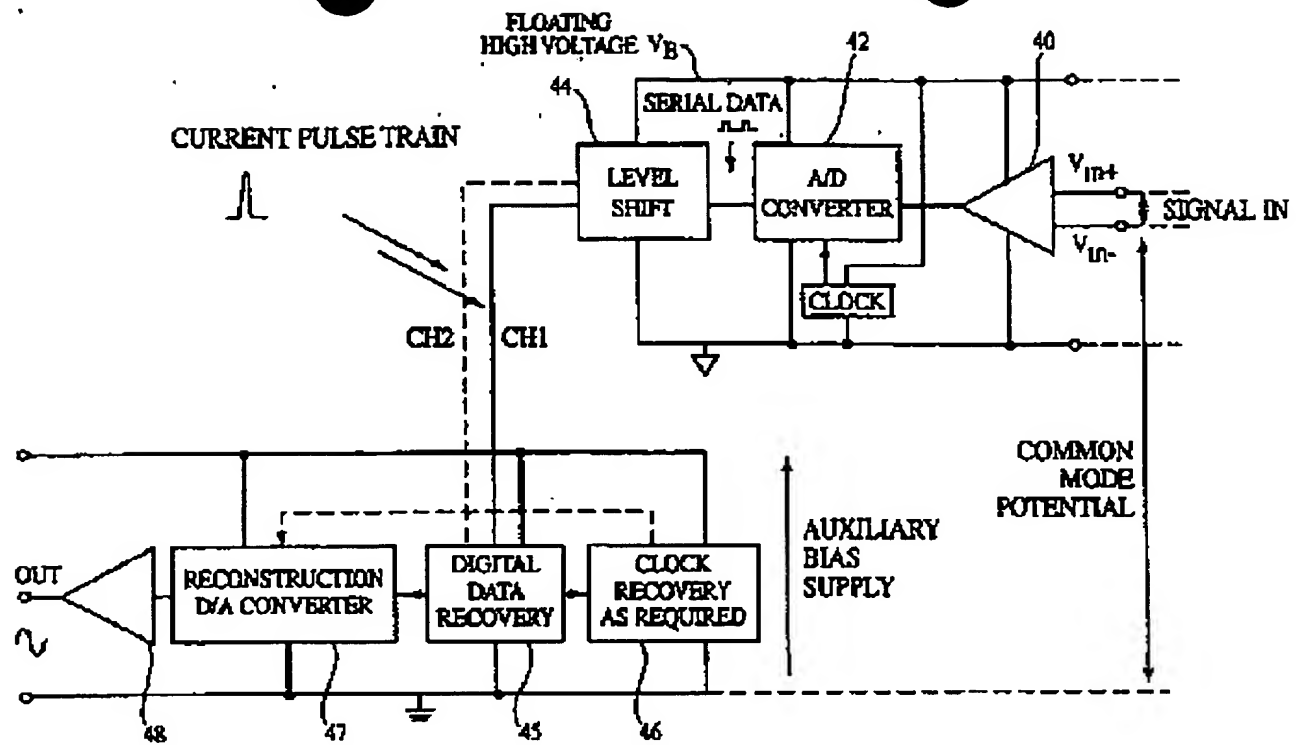 FLOATING
HIGH VOLTAGE VB
42
40
44
SERIAL DATA
CURRENT PULSE TRAIN
LEVEL
SHIFT
A/D
CONVERTER
Vin+
SIGNAL IN
Vin-
CLOCK
CH2
CH1
COMMON
MODE
POTENTIAL
AUXILIARY
BIAS
SUPPLY
OUT
RECONSTRUCTION
D/A CONVERTER
DIGITAL
DATA
RECOVERY
CLOCK
RECOVERY
AS REQUIRED
48
47
45
46